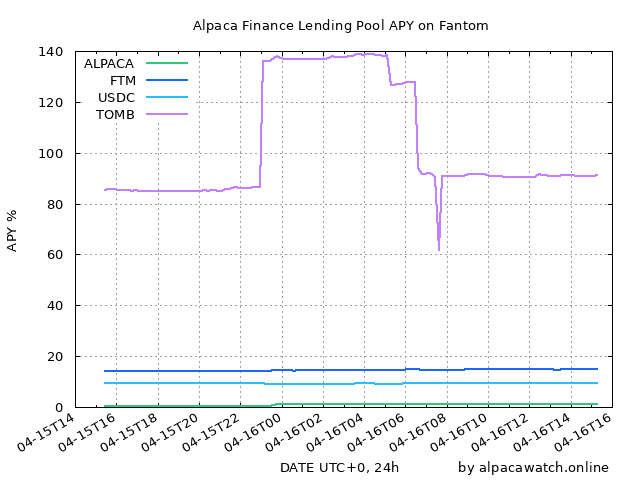 Alpaca Finance Lending Pool APY on Fantom
ALPACA
FTM
USDC
TOMB
APY %
140
120
100
80
60
40
20
0
04-15T14
04-15T16
04-15T18
04-15T20
04-15T22
04-16T00
04-16T02
04-16T04
04-16T06
04-16T08
04-16T10
04-16T12
04-16T14
04-16T16
DATE UTC+0, 24h
by alpacawatch.online